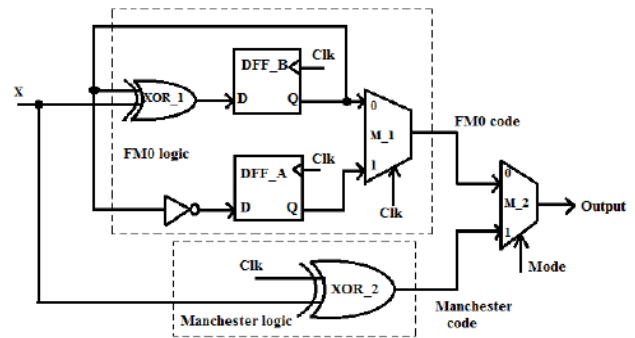 Clk
DFF_B
X
XOR_1
D
Q
0
M_1
1
FM0 logic
FM0 code
Clk
DFF_A
D
Q
Clk
0
M_2
1
Output
Mode
Clk
XOR_2
Manchester logic
Manchester
code